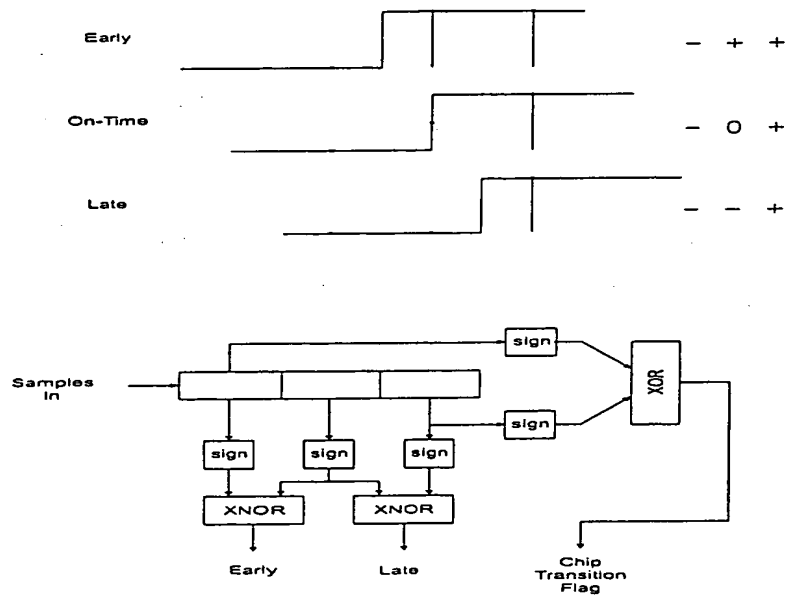 Early - + +
On-Time - O +
Late - - +
sign
Samples
In
XOR
sign
sign sign sign
XNOR XNOR
Early Late
Chip
Transition
Flag